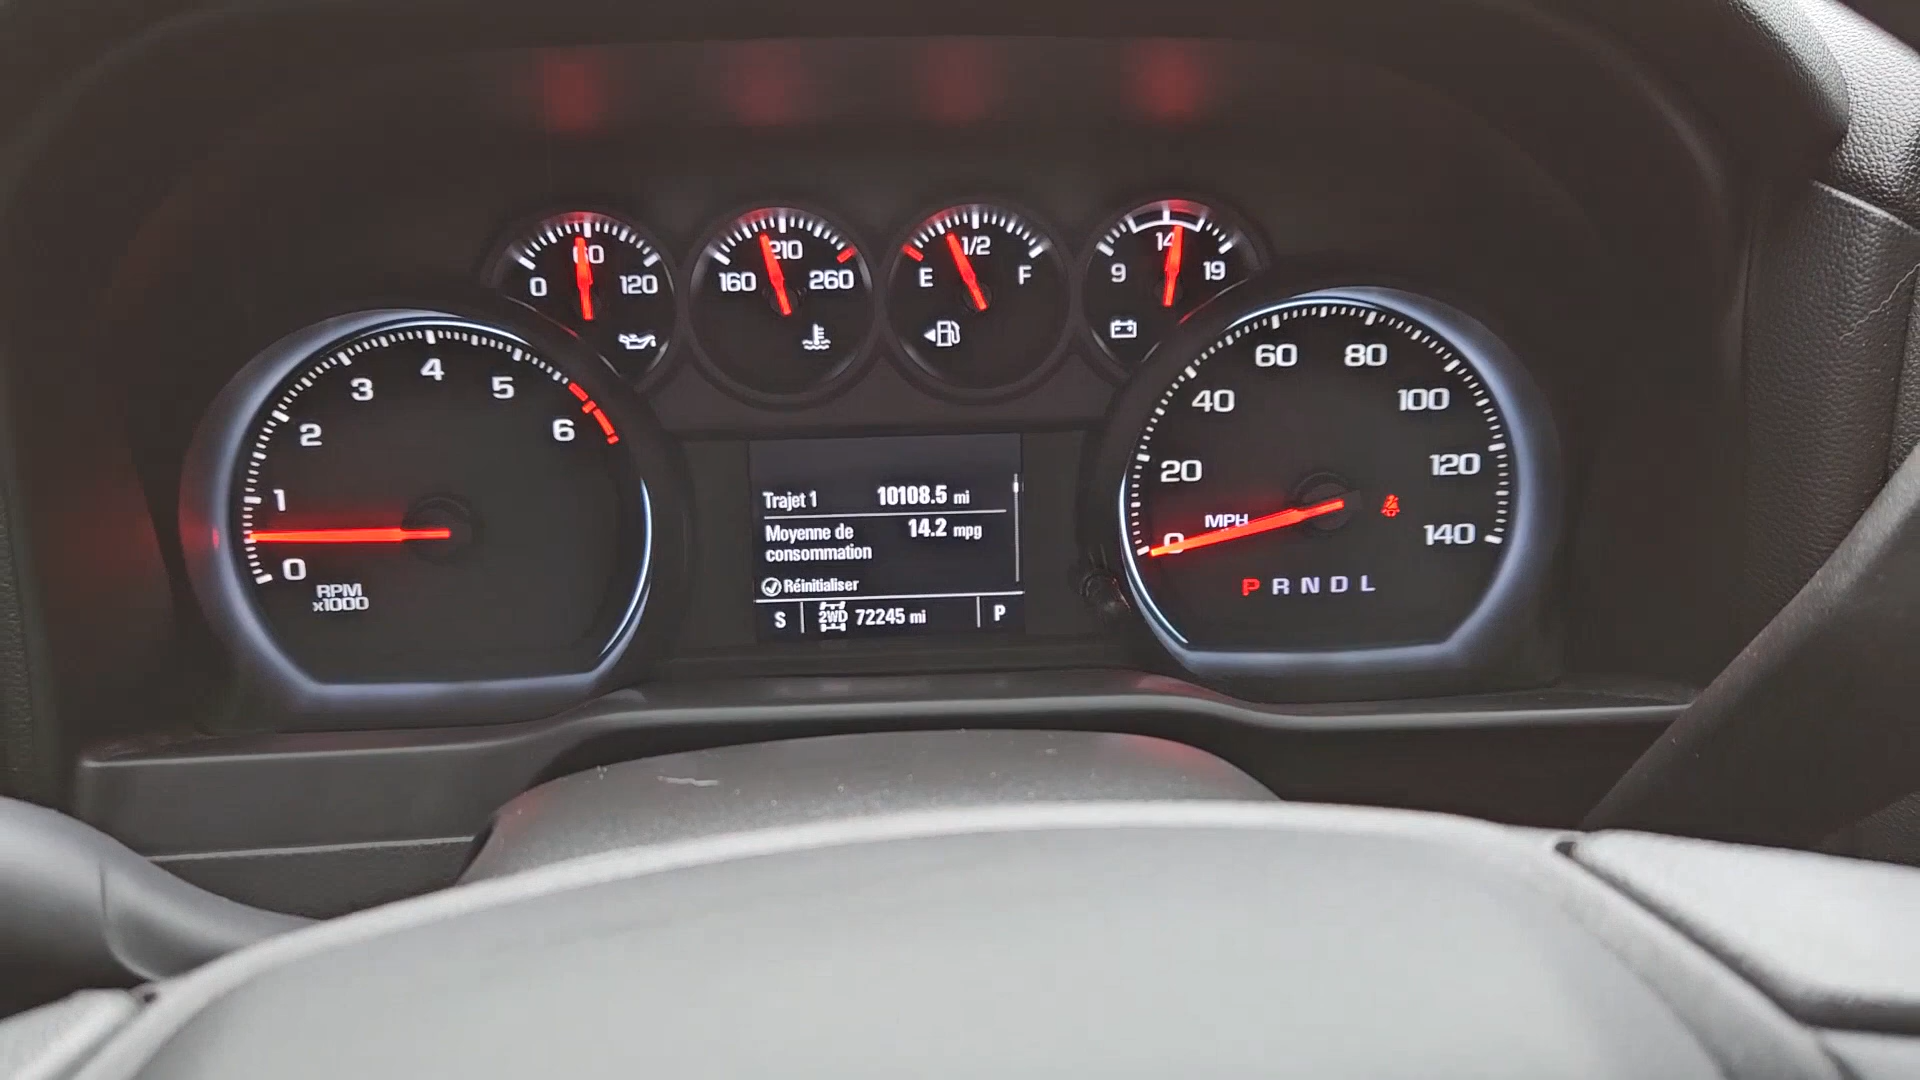 0 60 120
160 210 260
E 1/2 F
9 14 19
0 1 2 3 4 5 6
RPM
x1000
Trajet 1 10108.5 mi
Moyenne de 14.2 mpg
consommation
Réinitialiser
S 2WD 72245 mi P
0 20 40 60 80 100 120 140
MPH
P R N D L